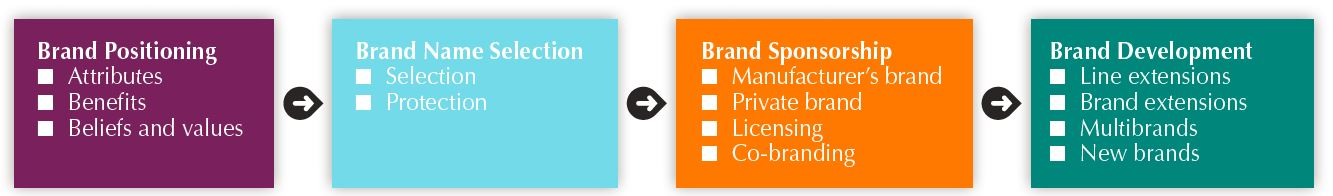 Brand Positioning
Attributes
Benefits
Beliefs and values
Brand Name Selection
Selection
Protection
Brand Sponsorship
Manufacturer’s brand
Private brand
Licensing
Co-branding
Brand Development
Line extensions
Brand extensions
Multibrands
New brands